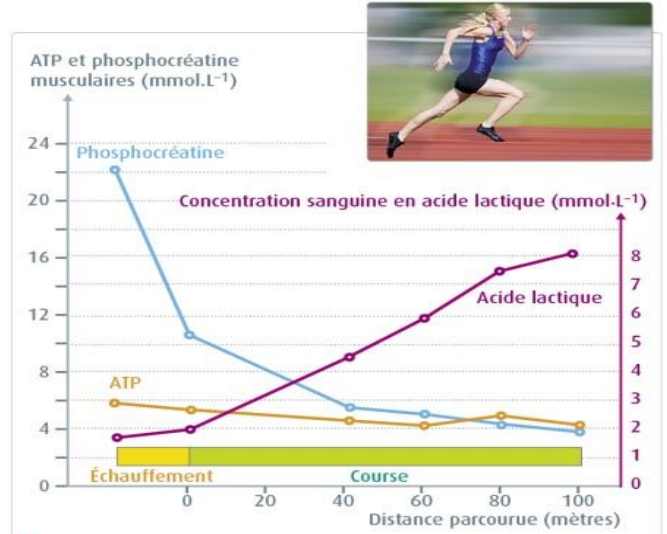 ATP et phosphocréatine
musculaires (mmol.L⁻¹)
24
Phosphocréatine
20
Concentration sanguine en acide lactique (mmol·L⁻¹)
16
8
7
Acide lactique
6
12
5
8
4
ATP
3
4
2
1
0
0
Échauffement
Course
0
20
40
60
80
100
Distance parcourue (mètres)